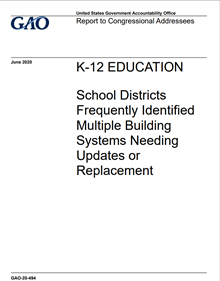 United States Government Accountability Office
GAO
Report to Congressional Addressees
June 2020
K-12 EDUCATION
School Districts
Frequently Identified
Multiple Building
Systems Needing
Updates or
Replacement
GAO-20-494